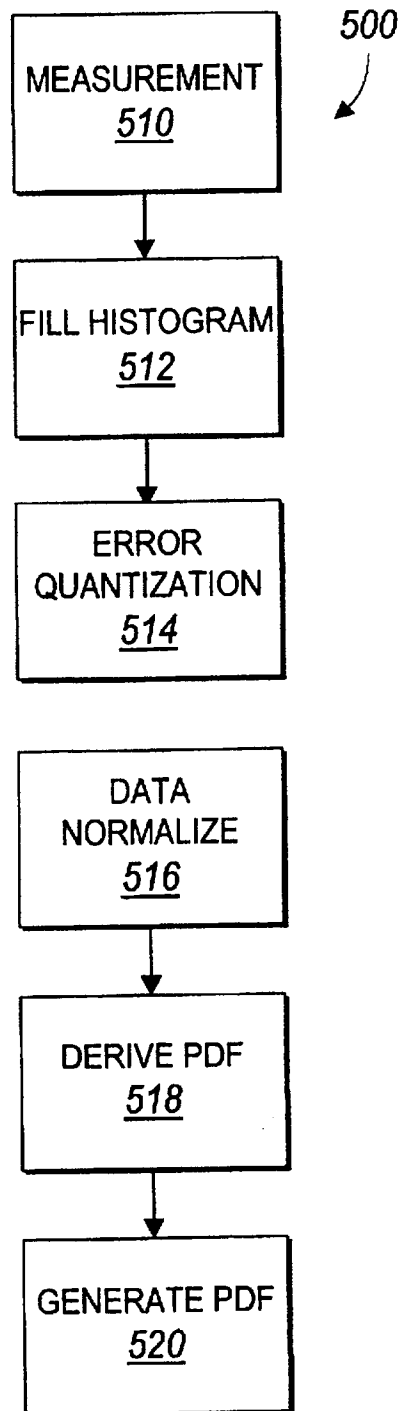 500
MEASUREMENT
510
FILL HISTOGRAM
512
ERROR
QUANTIZATION
514
DATA
NORMALIZE
516
DERIVE PDF
518
GENERATE PDF
520